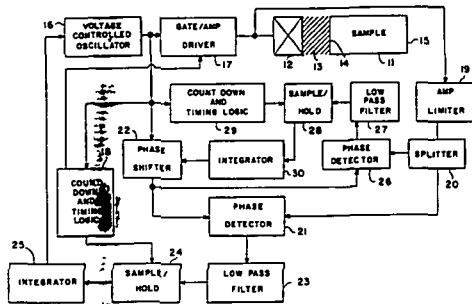 16
VOLTAGE
CONTROLLED
OSCILLATOR
GATE/AMP
DRIVER
17
12
13
14
SAMPLE
11
15
19
AMP
LIMITER
COUNT DOWN
AND
TIMING LOGIC
29
SAMPLE/
HOLD
28
LOW
PASS
FILTER
27
22
PHASE
SHIFTER
INTEGRATOR
30
PHASE
DETECTOR
26
SPLITTER
20
18
COUNT
DOWN
AND
TIMING
LOGIC
PHASE
DETECTOR
21
25
INTEGRATOR
24
SAMPLE/
HOLD
LOW PASS
FILTER
23